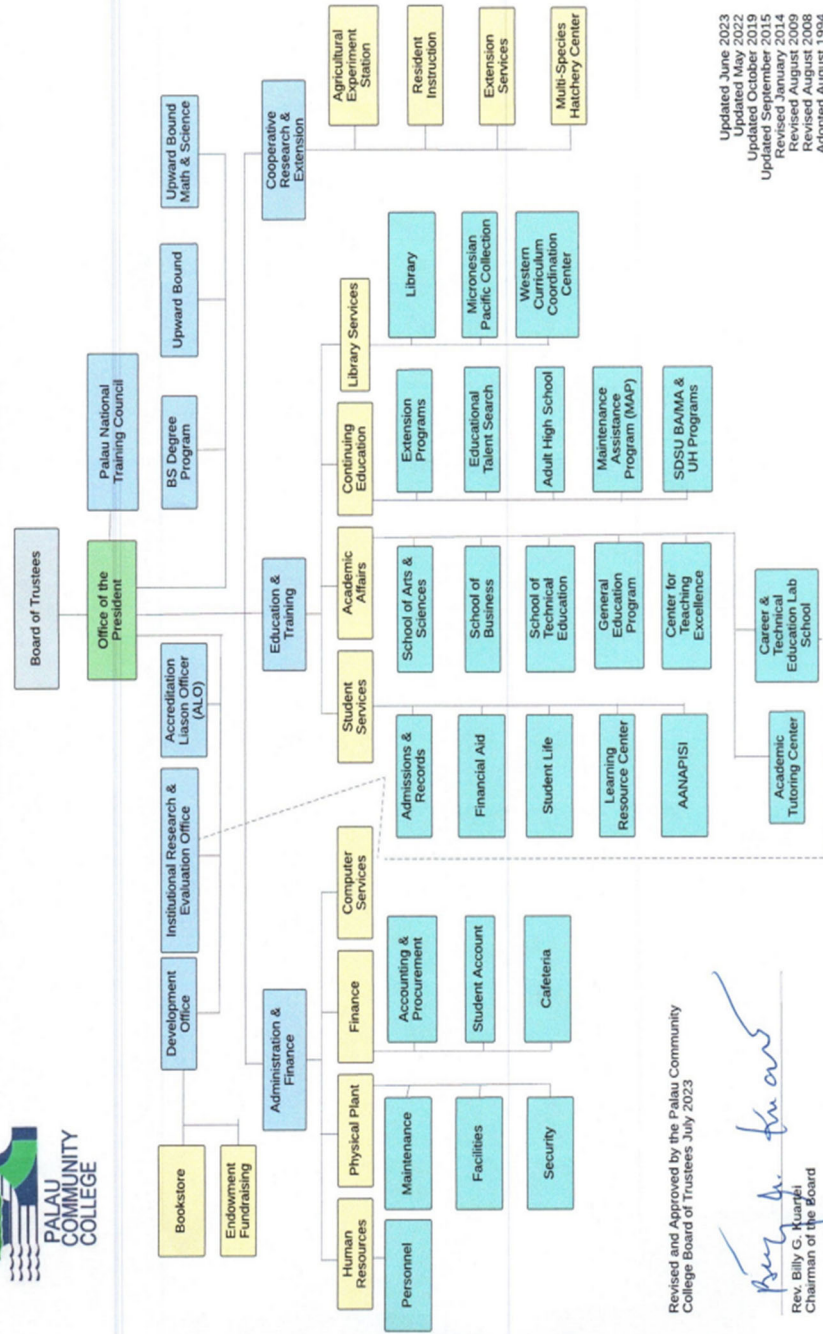 PALAU
COMMUNITY
COLLEGE
Board of Trustees
Office of the
President
Palau National
Training Council
Development
Office
Institutional Research &
Evaluation Office
Accreditation
Liason Officer
(ALO)
BS Degree
Program
Upward Bound
Upward Bound
Math & Science
Bookstore
Endowment
Fundraising
Administration &
Finance
Education &
Training
Cooperative
Research &
Extension
Human
Resources
Physical Plant
Finance
Computer
Services
Student
Services
Academic
Affairs
Continuing
Education
Library Services
Agricultural
Experiment
Station
Resident
Instruction
Extension
Services
Multi-Species
Hatchery Center
Personnel
Maintenance
Facilities
Security
Accounting &
Procurement
Student Account
Cafeteria
Admissions &
Records
Financial Aid
Student Life
Learning
Resource Center
AANAPISI
School of Arts &
Sciences
School of
Business
School of
Technical
Education
General
Education
Program
Center for
Teaching
Excellence
Extension
Programs
Educational
Talent Search
Adult High School
Maintenance
Assistance
Program (MAP)
SDSU BA/MA &
UH Programs
Library
Micronesian
Pacific Collection
Western
Curriculum
Coordination
Center
Academic
Tutoring Center
Career &
Technical
Education Lab
School
Revised and Approved by the Palau Community
College Board of Trustees July 2023
Rev. Billy G. Kuartei
Chairman of the Board
Updated June 2023
Updated May 2022
Updated October 2019
Updated September 2015
Revised January 2014
Revised August 2009
Revised August 2008
Adopted August 1994